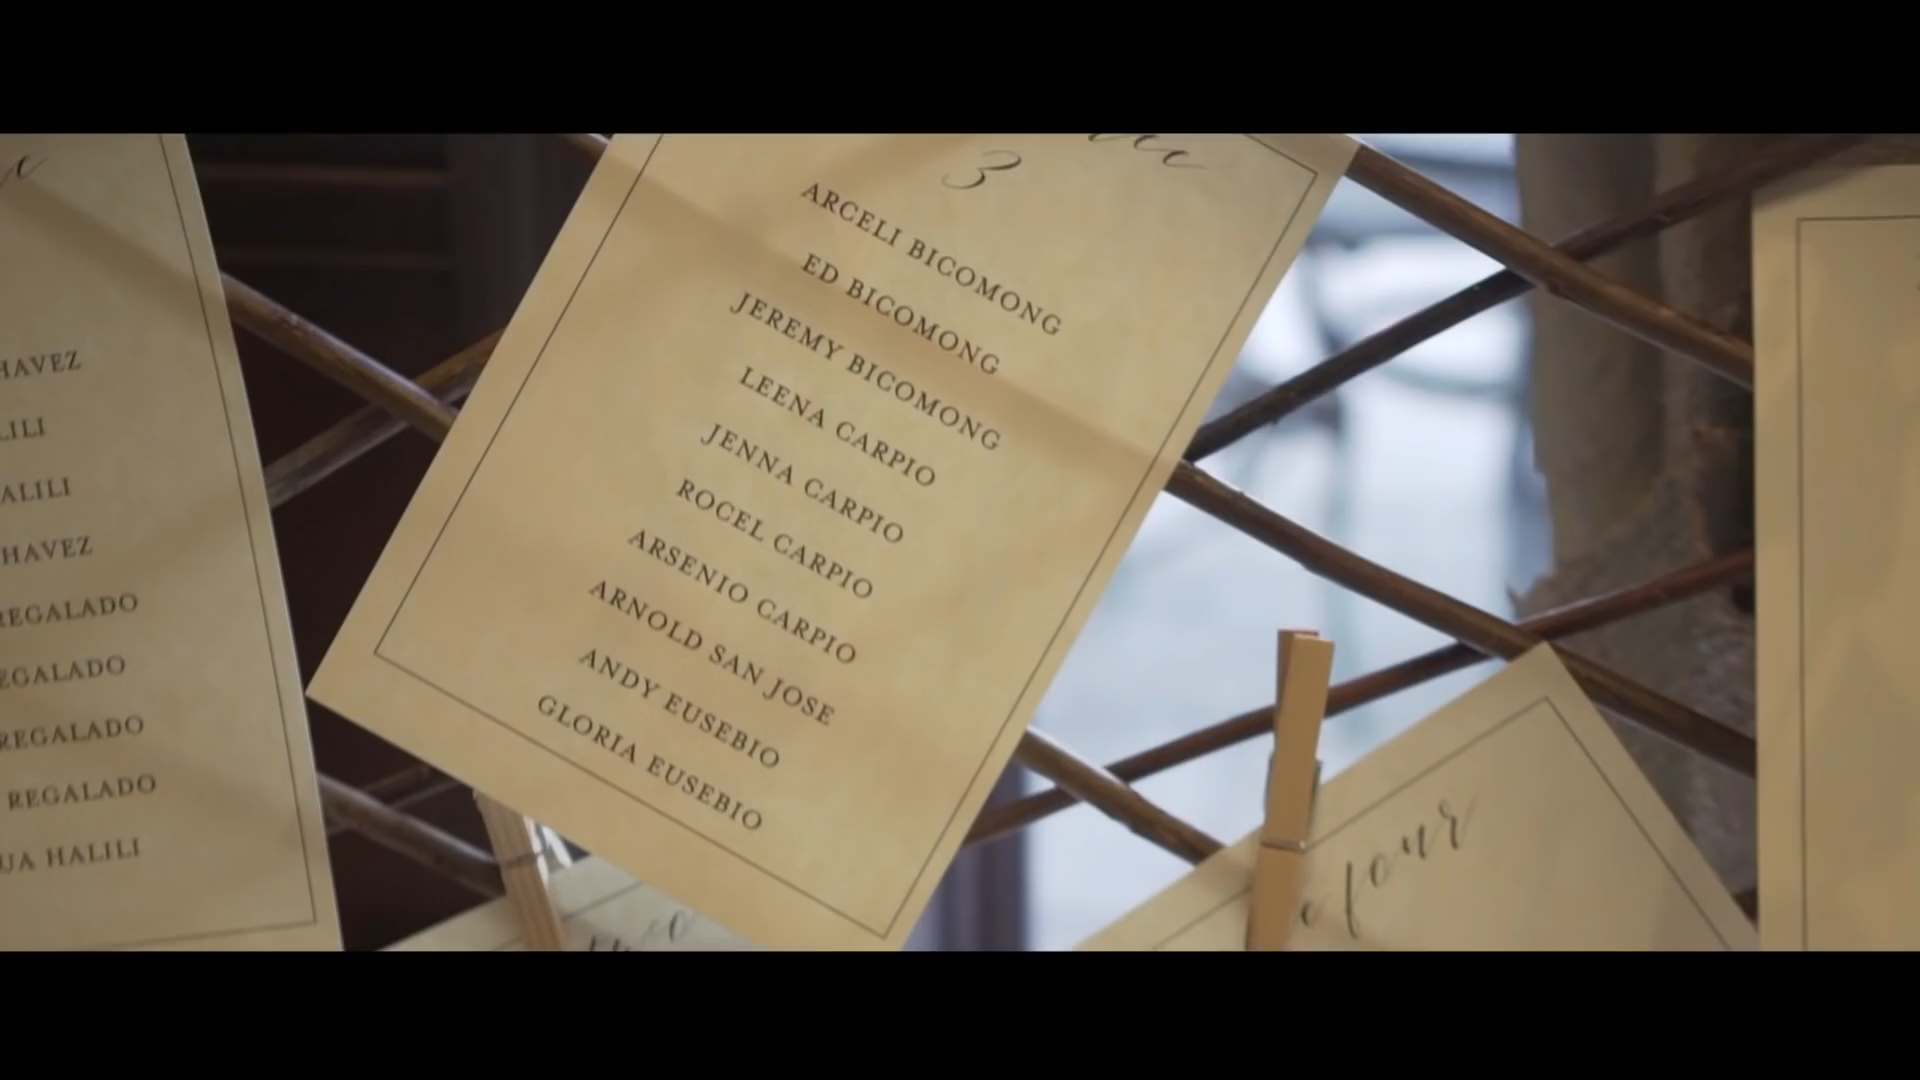 HAVEZ
LILI
ALILI
HAVEZ
REGALADO
EGALADO
REGALADO
REGALADO
UA HALILI
3
ARCELI BICOMONG
ED BICOMONG
JEREMY BICOMONG
LEENA CARPIO
JENNA CARPIO
ROCEL CARPIO
ARSENIO CARPIO
ARNOLD SAN JOSE
ANDY EUSEBIO
GLORIA EUSEBIO
four